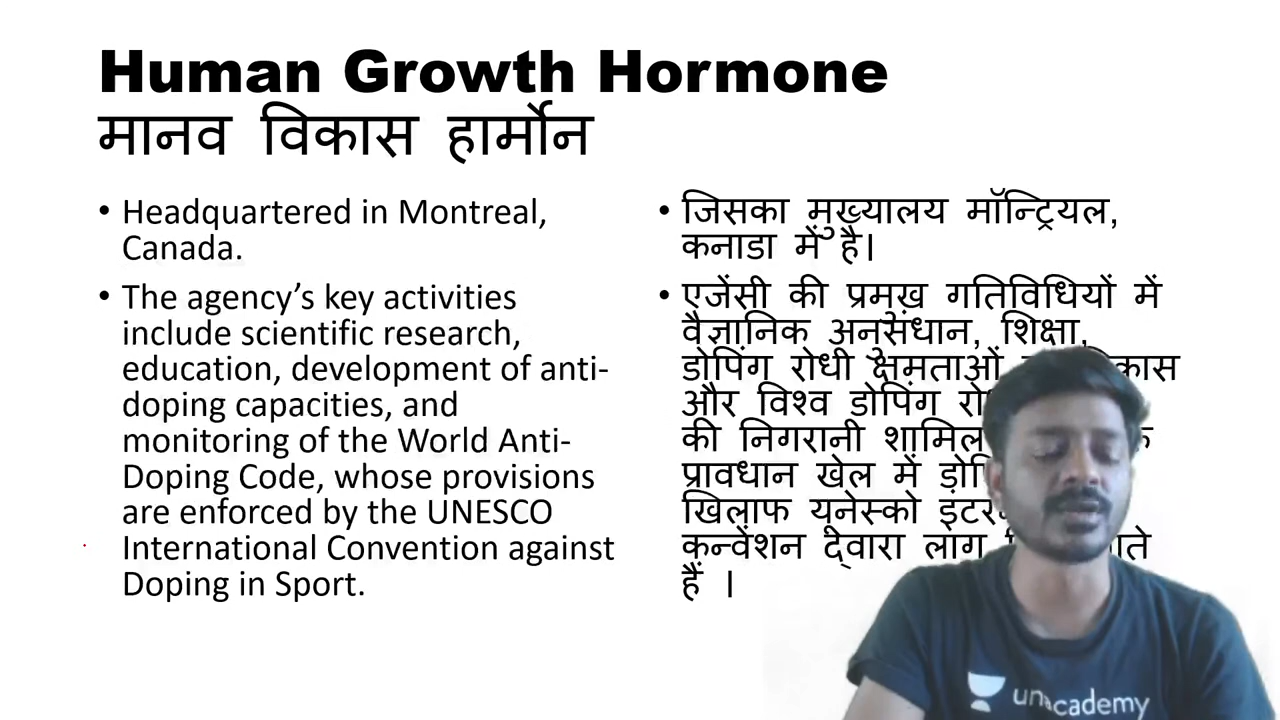 Human Growth Hormone
मानव विकास हार्मोन
• Headquartered in Montreal,
Canada.
• The agency’s key activities
include scientific research,
education, development of anti-
doping capacities, and
monitoring of the World Anti-
Doping Code, whose provisions
are enforced by the UNESCO
International Convention against
Doping in Sport.
• जिसका मुख्यालय मॉन्ट्रियल,
कनाडा में है।
• एजेंसी की प्रमुख गतिविधियों में
वैज्ञानिक अनुसंधान, शिक्षा,
डोपिंग रोधी क्षमताओं
और विश्व डोपिंग
की निगरानी शामिल
प्रावधान खेल में
खिलाफ यूनेस्को
कन्वेंशन द्वारा लागू
हैं ।
unacademy